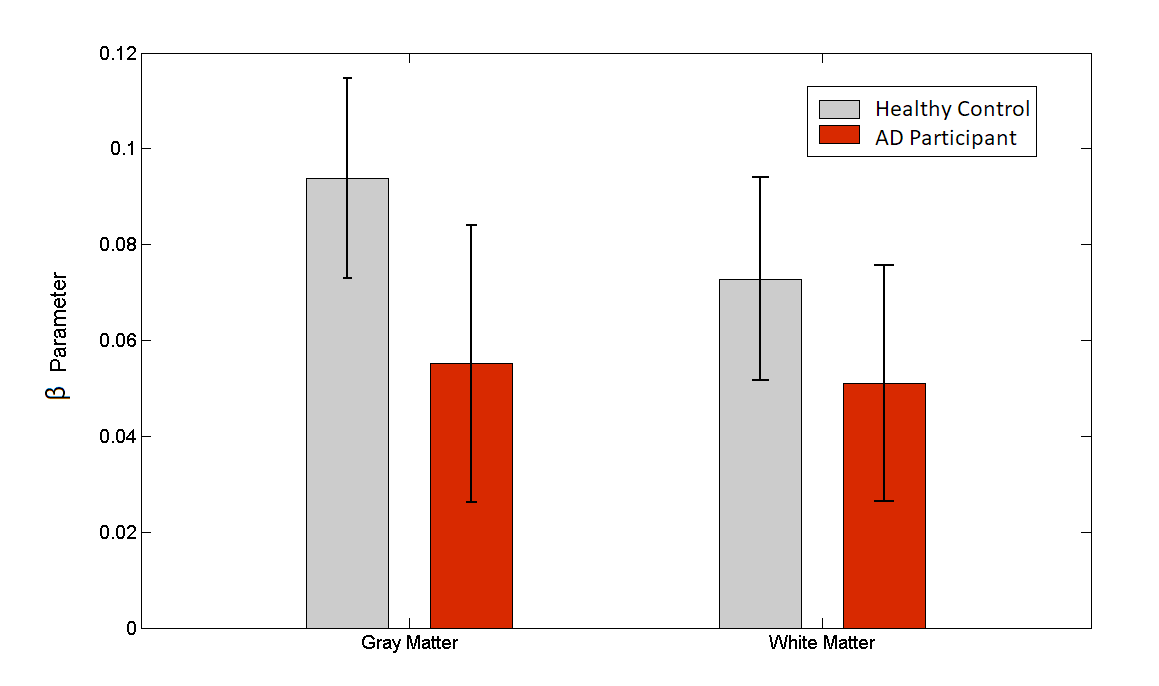 0.12
0.1
0.08
0.06
0.04
0.02
0
β Parameter
Healthy Control
AD Participant
Gray Matter
White Matter